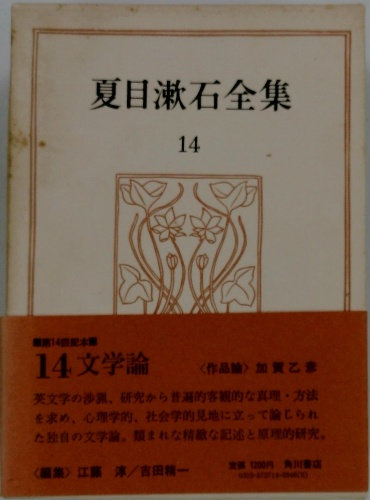 夏目漱石全集
14
■第14回配本■
14 文学論 〈作品論〉加賀乙彦
英文学の渉猟、研究から普遍的客観的な真理・方法
を求め、心理学的、社会学的見地に立って論じられ
た独自の文学論。類まれな精緻な記述と原理的研究。
〈編集〉江藤 淳/吉田精一 定価 1200円 角川書店